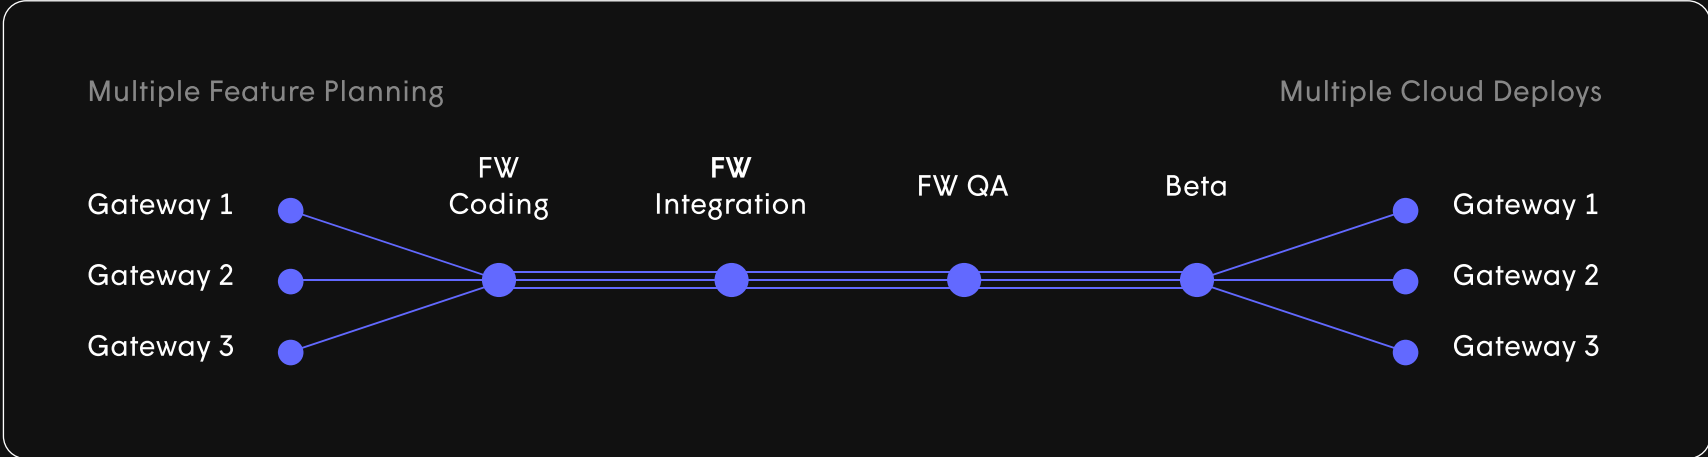 Multiple Feature Planning
Multiple Cloud Deploys
FW
Coding
FW
Integration
FW QA
Beta
Gateway 1
Gateway 2
Gateway 3
Gateway 1
Gateway 2
Gateway 3